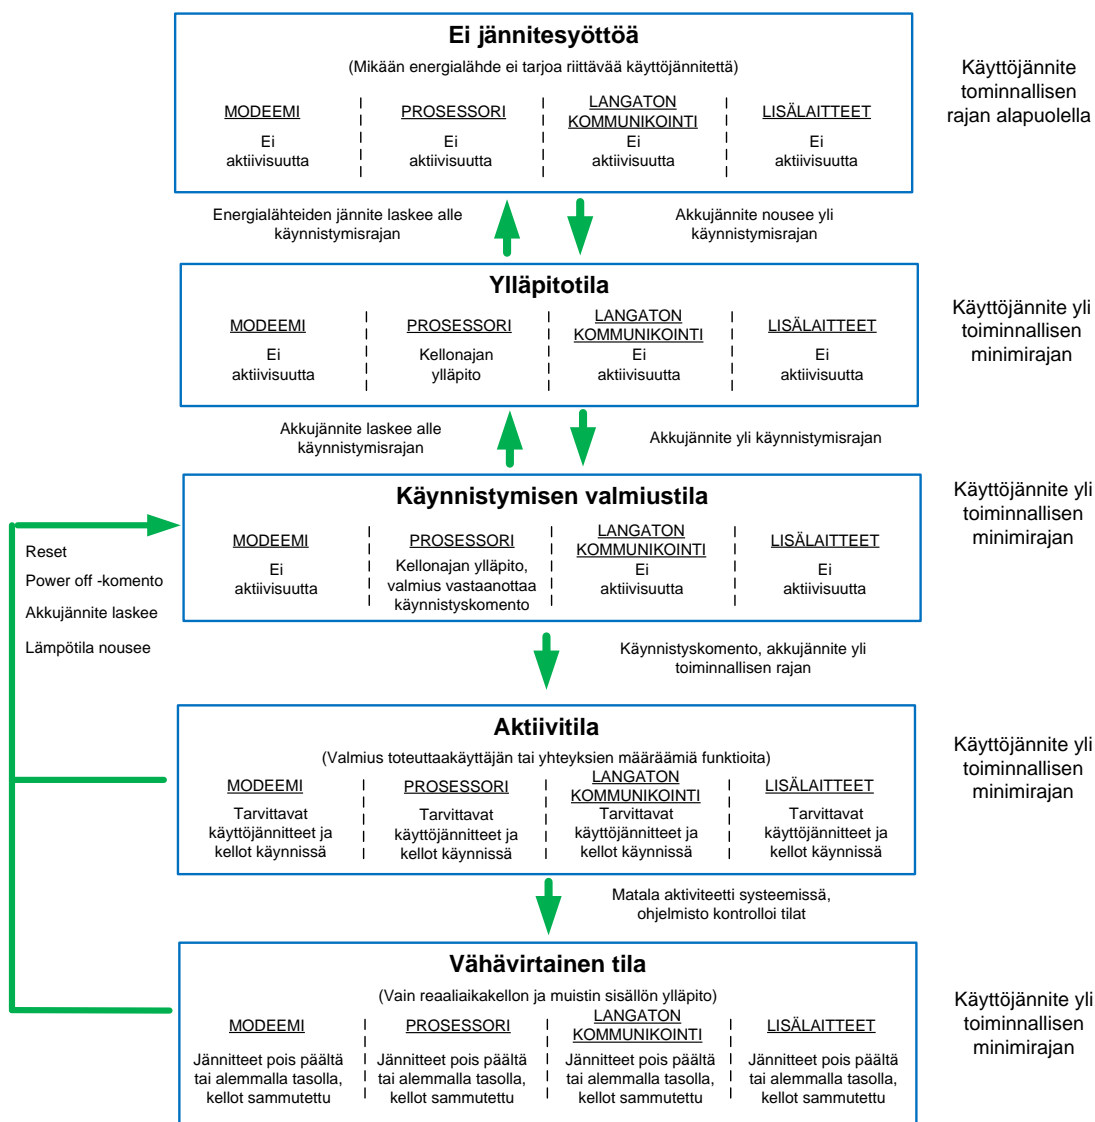 Ei jännitesyöttöä
(Mikään energialähde ei tarjoa riittävää käyttöjännitettä)
MODEEMI
Ei
aktiivisuutta
PROSESSORI
Ei
aktiivisuutta
LANGATON
KOMMUNIKOINTI
Ei
aktiivisuutta
LISÄLAITTEET
Ei
aktiivisuutta
Käyttöjännite
tominnallisen
rajan alapuolella
Energialähteiden jännite laskee alle
käynnistymisrajan
Akkujännite nousee yli
käynnistymisrajan
Ylläpitotila
MODEEMI
Ei
aktiivisuutta
PROSESSORI
Kellonajan
ylläpito
LANGATON
KOMMUNIKOINTI
Ei
aktiivisuutta
LISÄLAITTEET
Ei
aktiivisuutta
Käyttöjännite yli
toiminnallisen
minimirajan
Akkujännite laskee alle
käynnistymisrajan
Akkujännite yli käynnistymisrajan
Käynnistymisen valmiustila
MODEEMI
Ei
aktiivisuutta
PROSESSORI
Kellonajan ylläpito,
valmius vastaanottaa
käynnistyskomento
LANGATON
KOMMUNIKOINTI
Ei
aktiivisuutta
LISÄLAITTEET
Ei
aktiivisuutta
Käyttöjännite yli
toiminnallisen
minimirajan
Reset
Power off -komento
Akkujännite laskee
Lämpötila nousee
Käynnistyskomento, akkujännite yli
toiminnallisen rajan
Aktiivitila
(Valmius toteuttaakäyttäjän tai yhteyksien määräämiä funktioita)
MODEEMI
Tarvittavat
käyttöjännitteet ja
kellot käynnissä
PROSESSORI
Tarvittavat
käyttöjännitteet ja
kellot käynnissä
LANGATON
KOMMUNIKOINTI
Tarvittavat
käyttöjännitteet ja
kellot käynnissä
LISÄLAITTEET
Tarvittavat
käyttöjännitteet ja
kellot käynnissä
Käyttöjännite yli
toiminnallisen
minimirajan
Matala aktiviteetti systeemissä,
ohjelmisto kontrolloi tilat
Vähävirtainen tila
(Vain reaaliaikakellon ja muistin sisällön ylläpito)
MODEEMI
Jännitteet pois päältä
tai alemmalla tasolla,
kellot sammutettu
PROSESSORI
Jännitteet pois päältä
tai alemmalla tasolla,
kellot sammutettu
LANGATON
KOMMUNIKOINTI
Jännitteet pois päältä
tai alemmalla tasolla,
kellot sammutettu
LISÄLAITTEET
Jännitteet pois päältä
tai alemmalla tasolla,
kellot sammutettu
Käyttöjännite yli
toiminnallisen
minimirajan